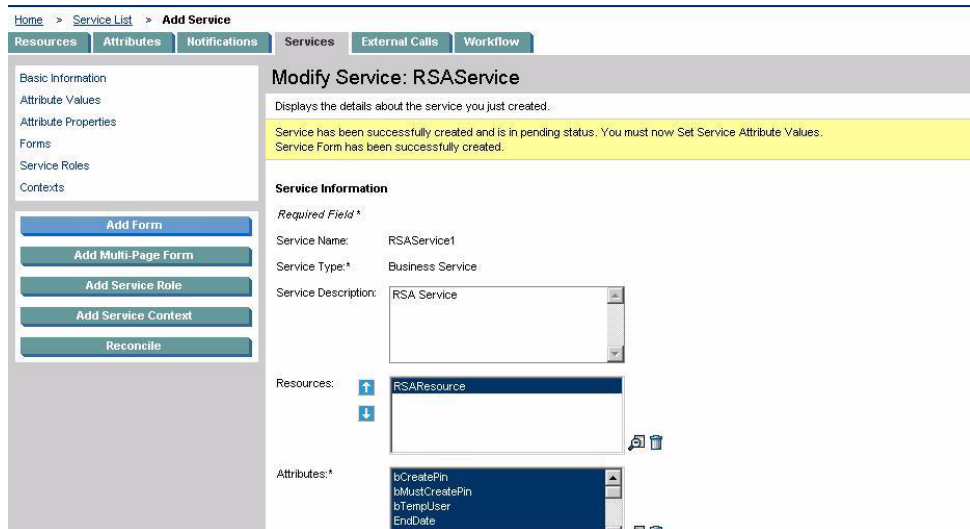 Home > Service List > Add Service
Resources Attributes Notifications Services External Calls Workflow
Basic Information
Attribute Values
Attribute Properties
Forms
Service Roles
Contexts
Add Form
Add Multi-Page Form
Add Service Role
Add Service Context
Reconcile
Modify Service: RSAService
Displays the details about the service you just created.
Service has been successfully created and is in pending status. You must now Set Service Attribute Values.
Service Form has been successfully created.
Service Information
Required Field *
Service Name: RSAService1
Service Type:* Business Service
Service Description: RSA Service
Resources: RSAResource
Attributes:* bCreatePin
bMustCreatePin
bTempUser
EndDate